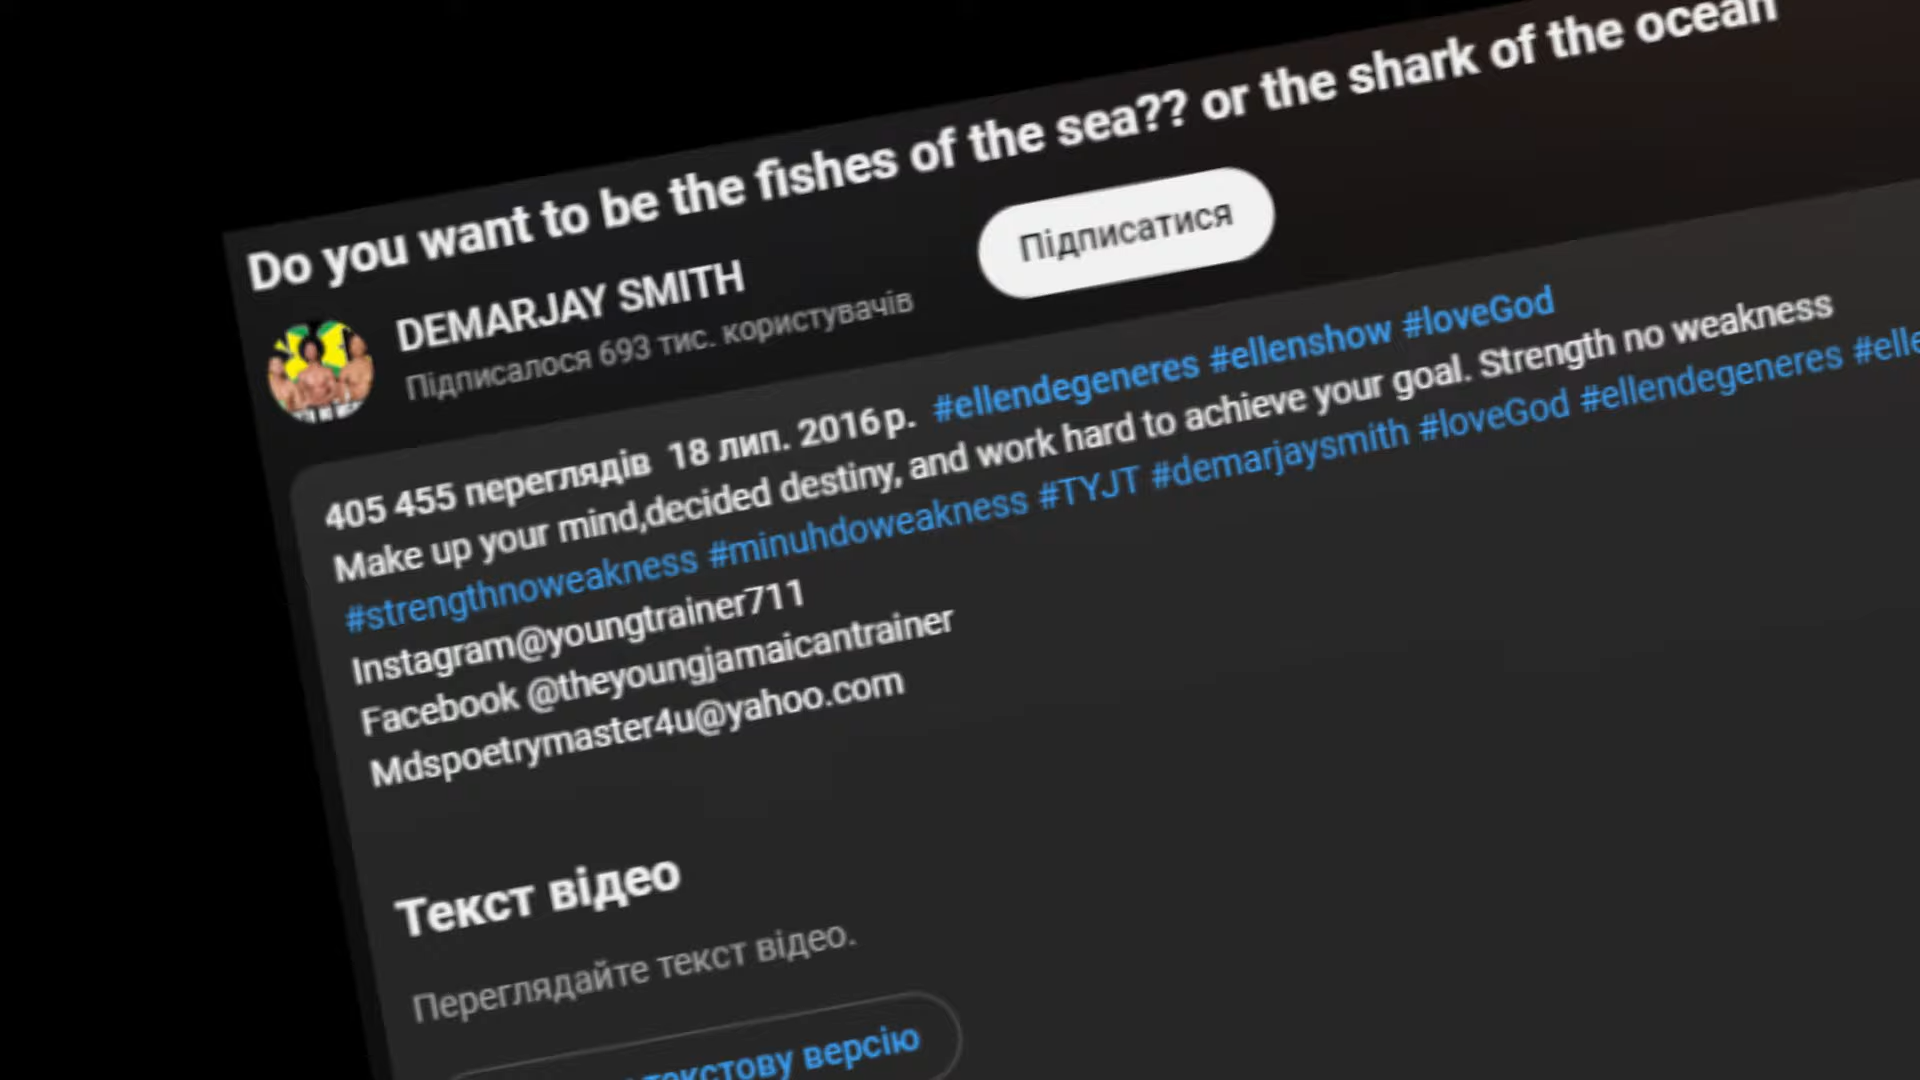 Do you want to be the fishes of the sea?? or the shark of the ocean
DEMARJAY SMITH
Підписалося 693 тис. користувачів
Підписатися
405 455 переглядів 18 лип. 2016 р. #ellendegeneres #ellenshow #loveGod
Make up your mind,decided destiny, and work hard to achieve your goal. Strength no weakness
#strengthnoweakness #minuhdoweakness #TYJT #demarjaysmith #loveGod #ellendegeneres #elle
Instagram@youngtrainer711
Facebook @theyoungjamaicantrainer
Mdspoetrymaster4u@yahoo.com
Текст відео
Переглядайте текст відео.
текстову версію